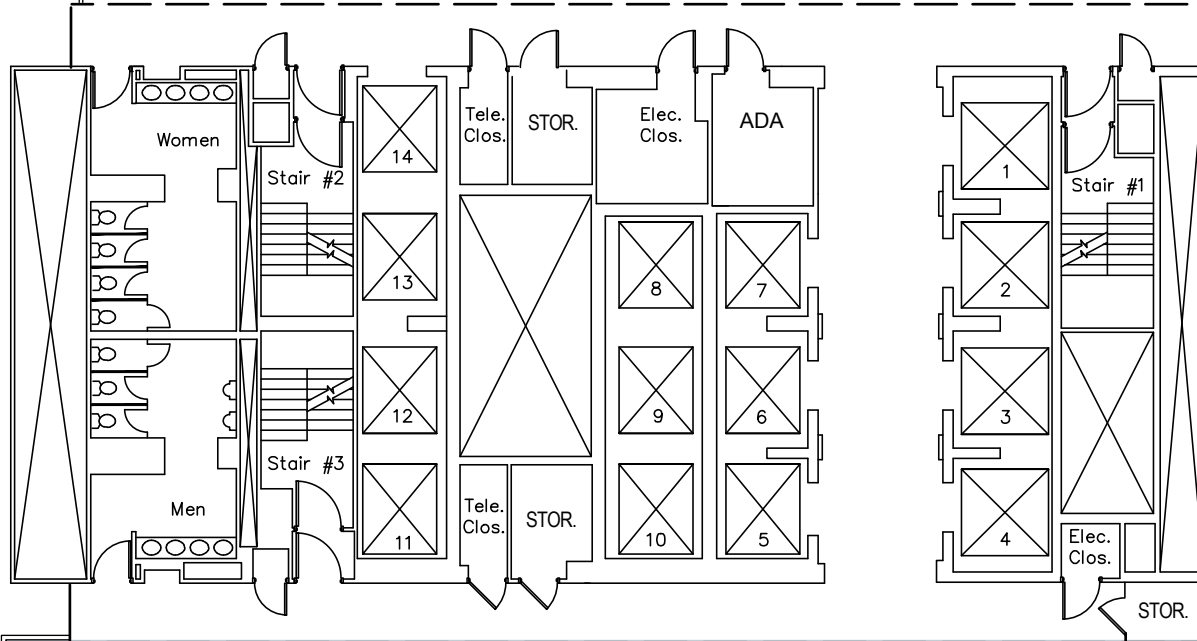 Women
Stair #2
14
Tele.
Clos.
STOR.
Elec.
Clos.
ADA
1
Stair #1
13
8
7
2
12
9
6
3
Stair #3
Men
11
Tele.
Clos.
STOR.
10
5
4
Elec.
Clos.
STOR.